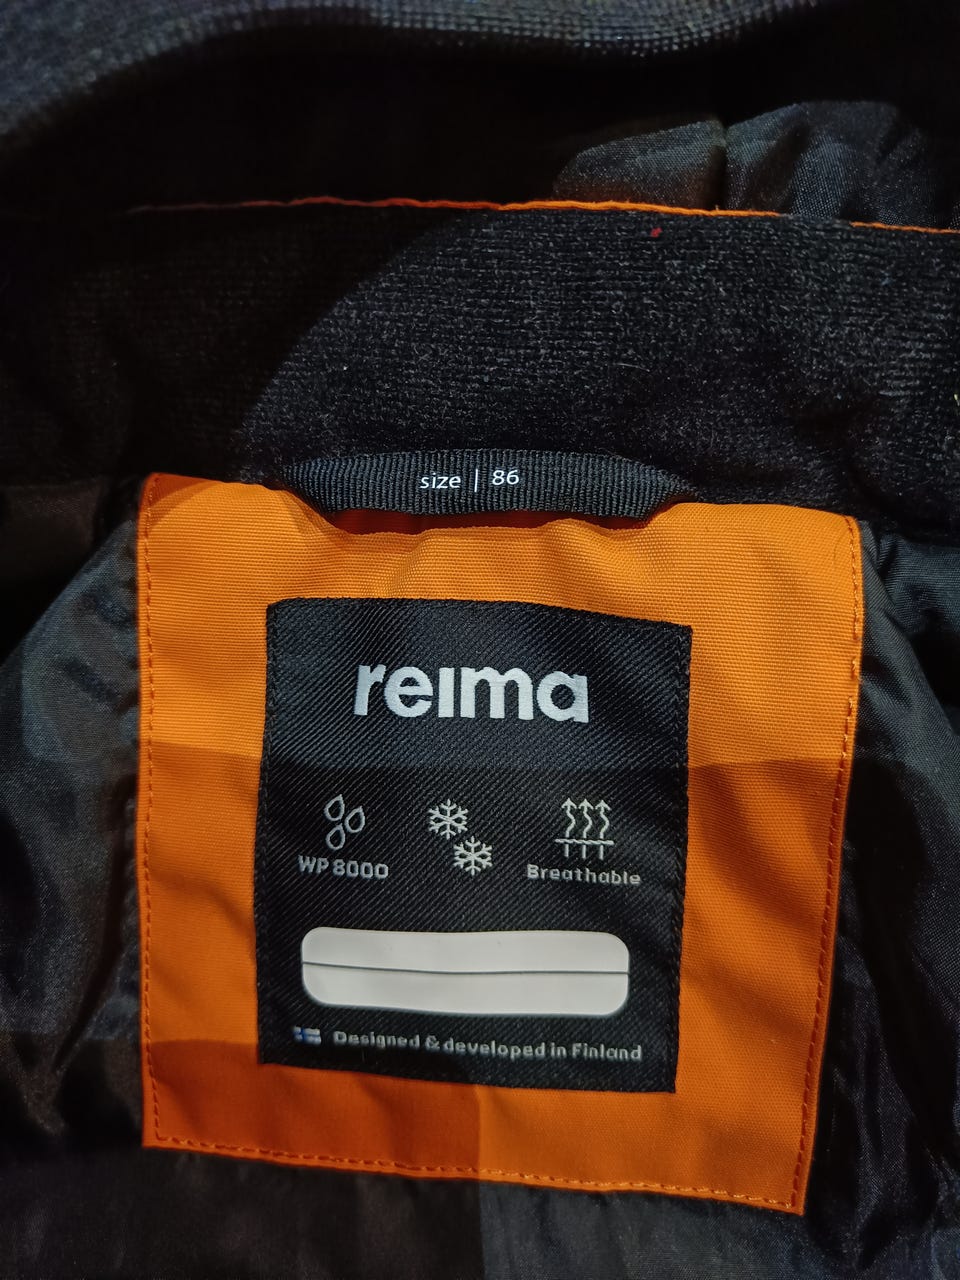 size | 86
reima
WP 8000
Breathable
Designed & developed in Finland